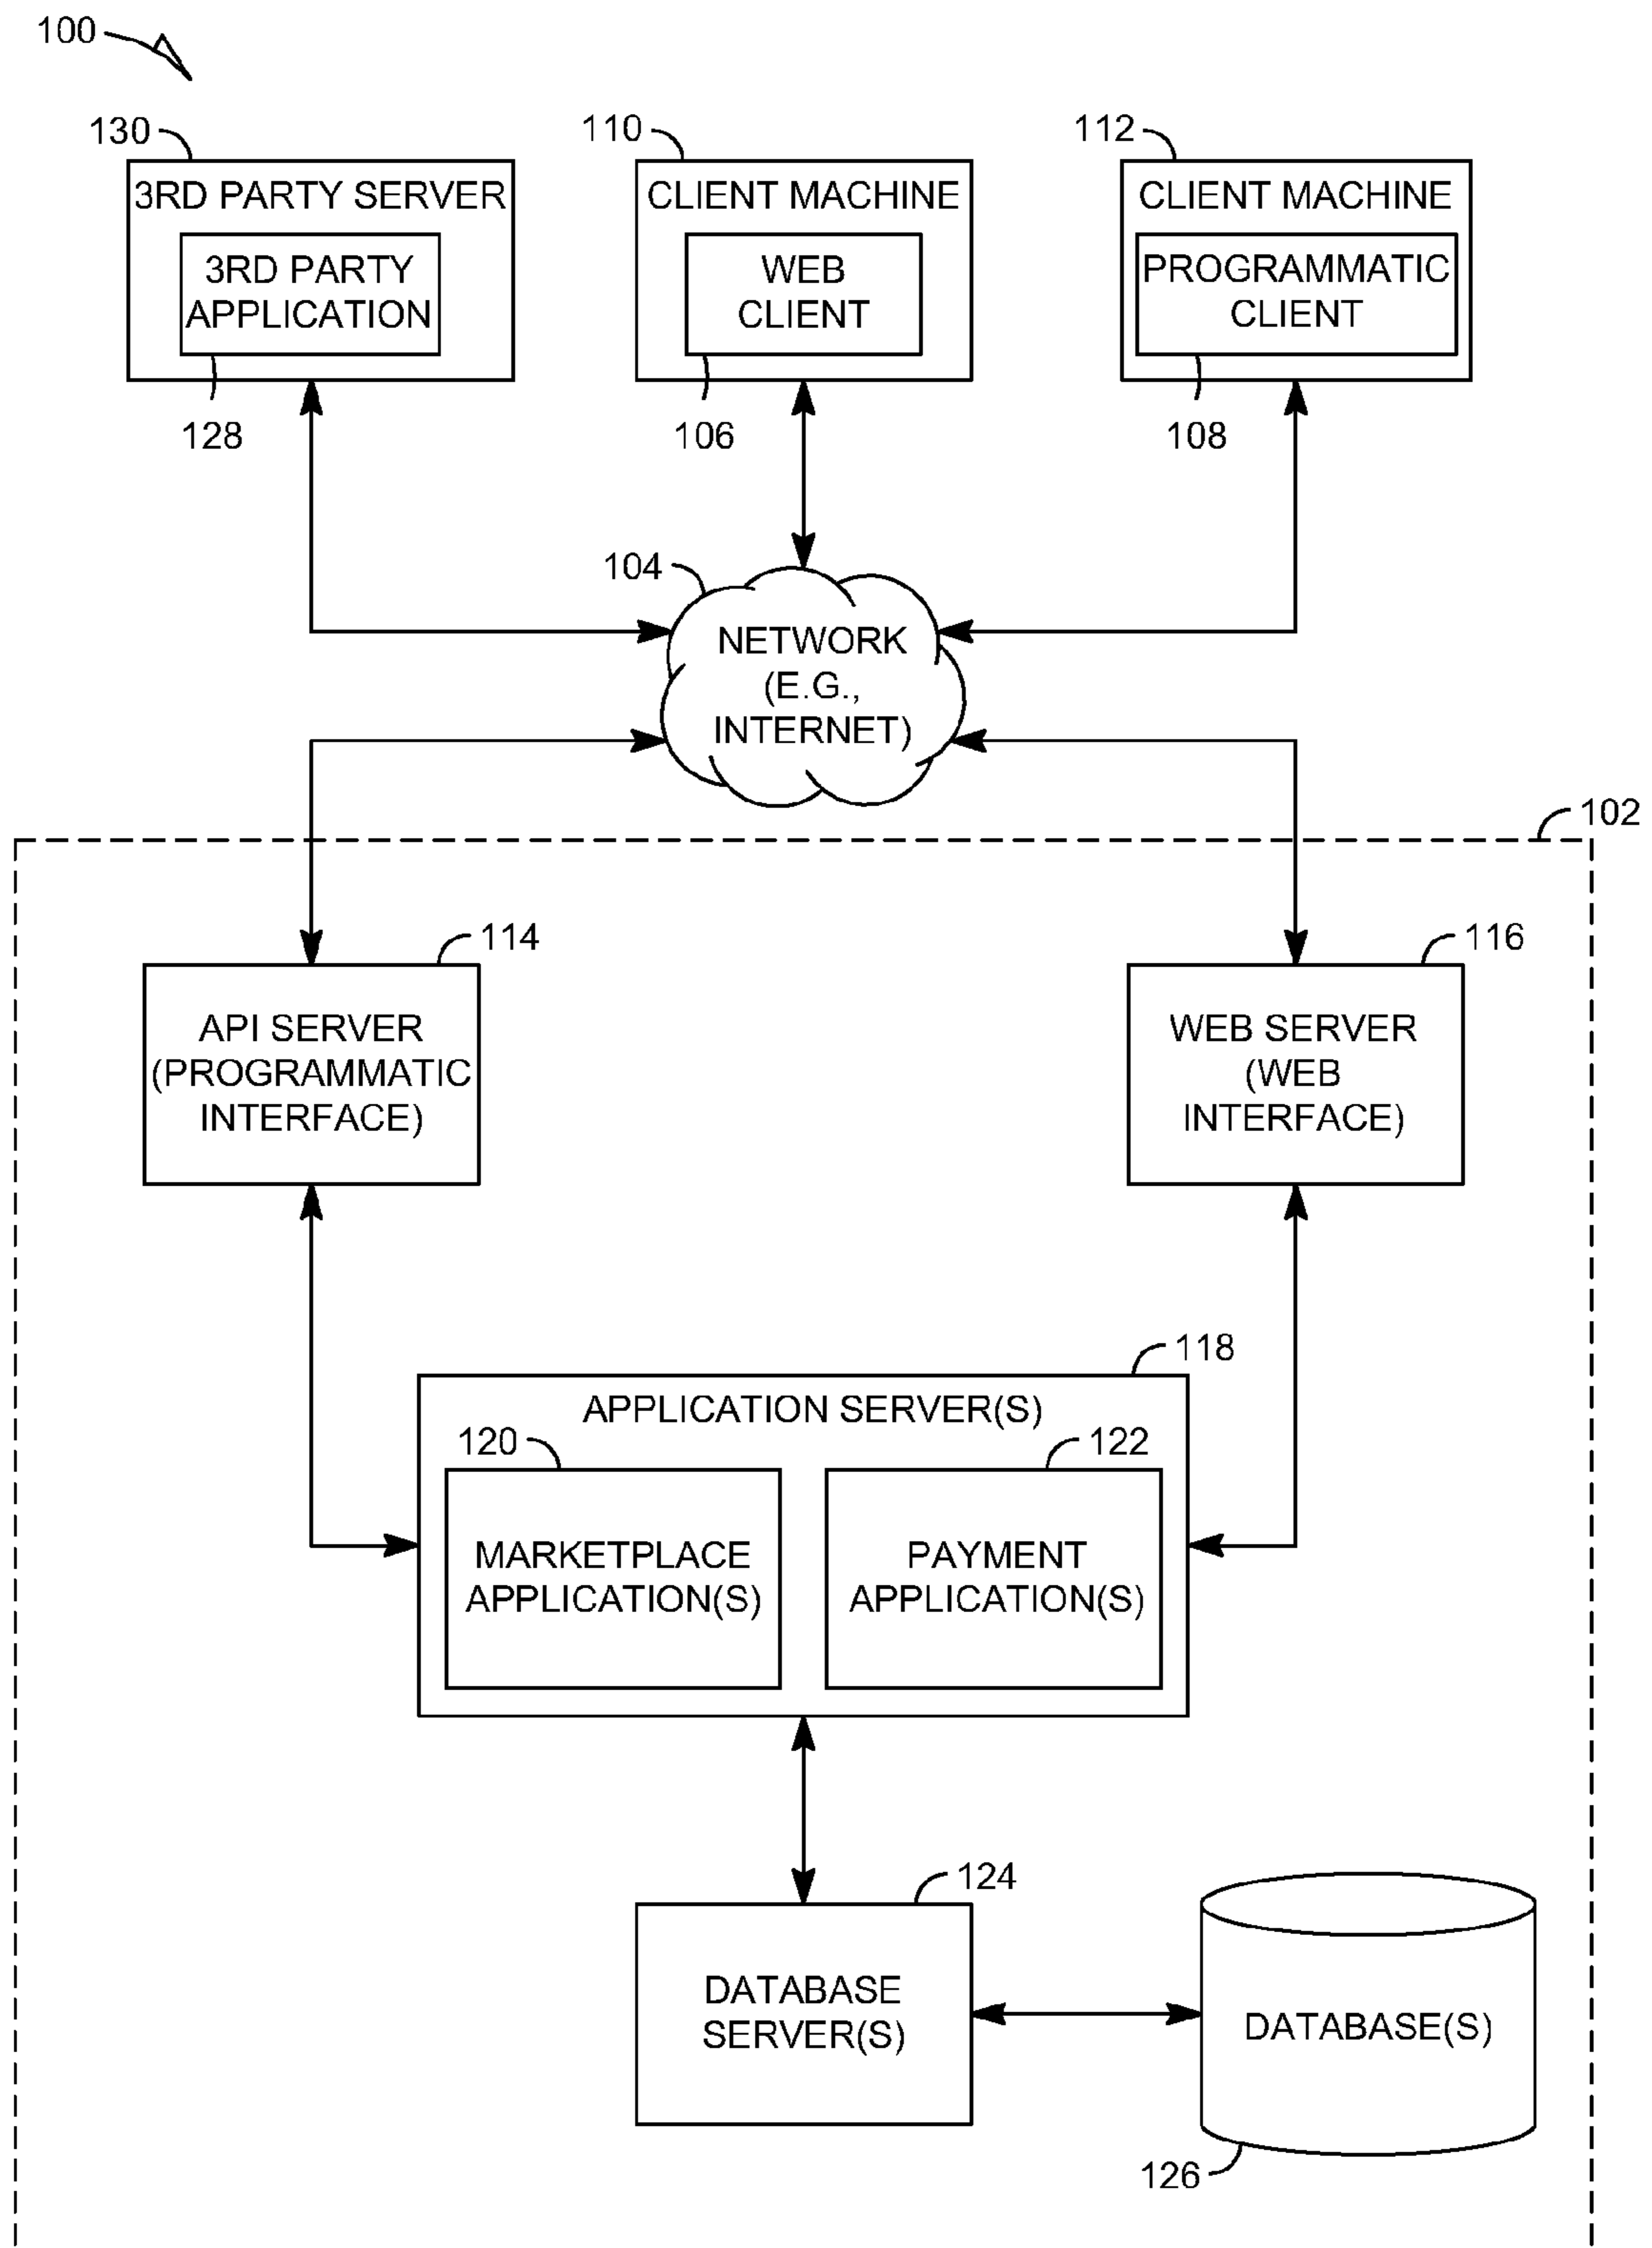 100
130
110
112
3RD PARTY SERVER
CLIENT MACHINE
CLIENT MACHINE
3RD PARTY
APPLICATION
WEB
CLIENT
PROGRAMMATIC
CLIENT
128
106
108
104
NETWORK
(E.G.,
INTERNET)
102
114
116
API SERVER
(PROGRAMMATIC
INTERFACE)
WEB SERVER
(WEB
INTERFACE)
118
APPLICATION SERVER(S)
120
122
MARKETPLACE
APPLICATION(S)
PAYMENT
APPLICATION(S)
124
DATABASE
SERVER(S)
DATABASE(S)
126